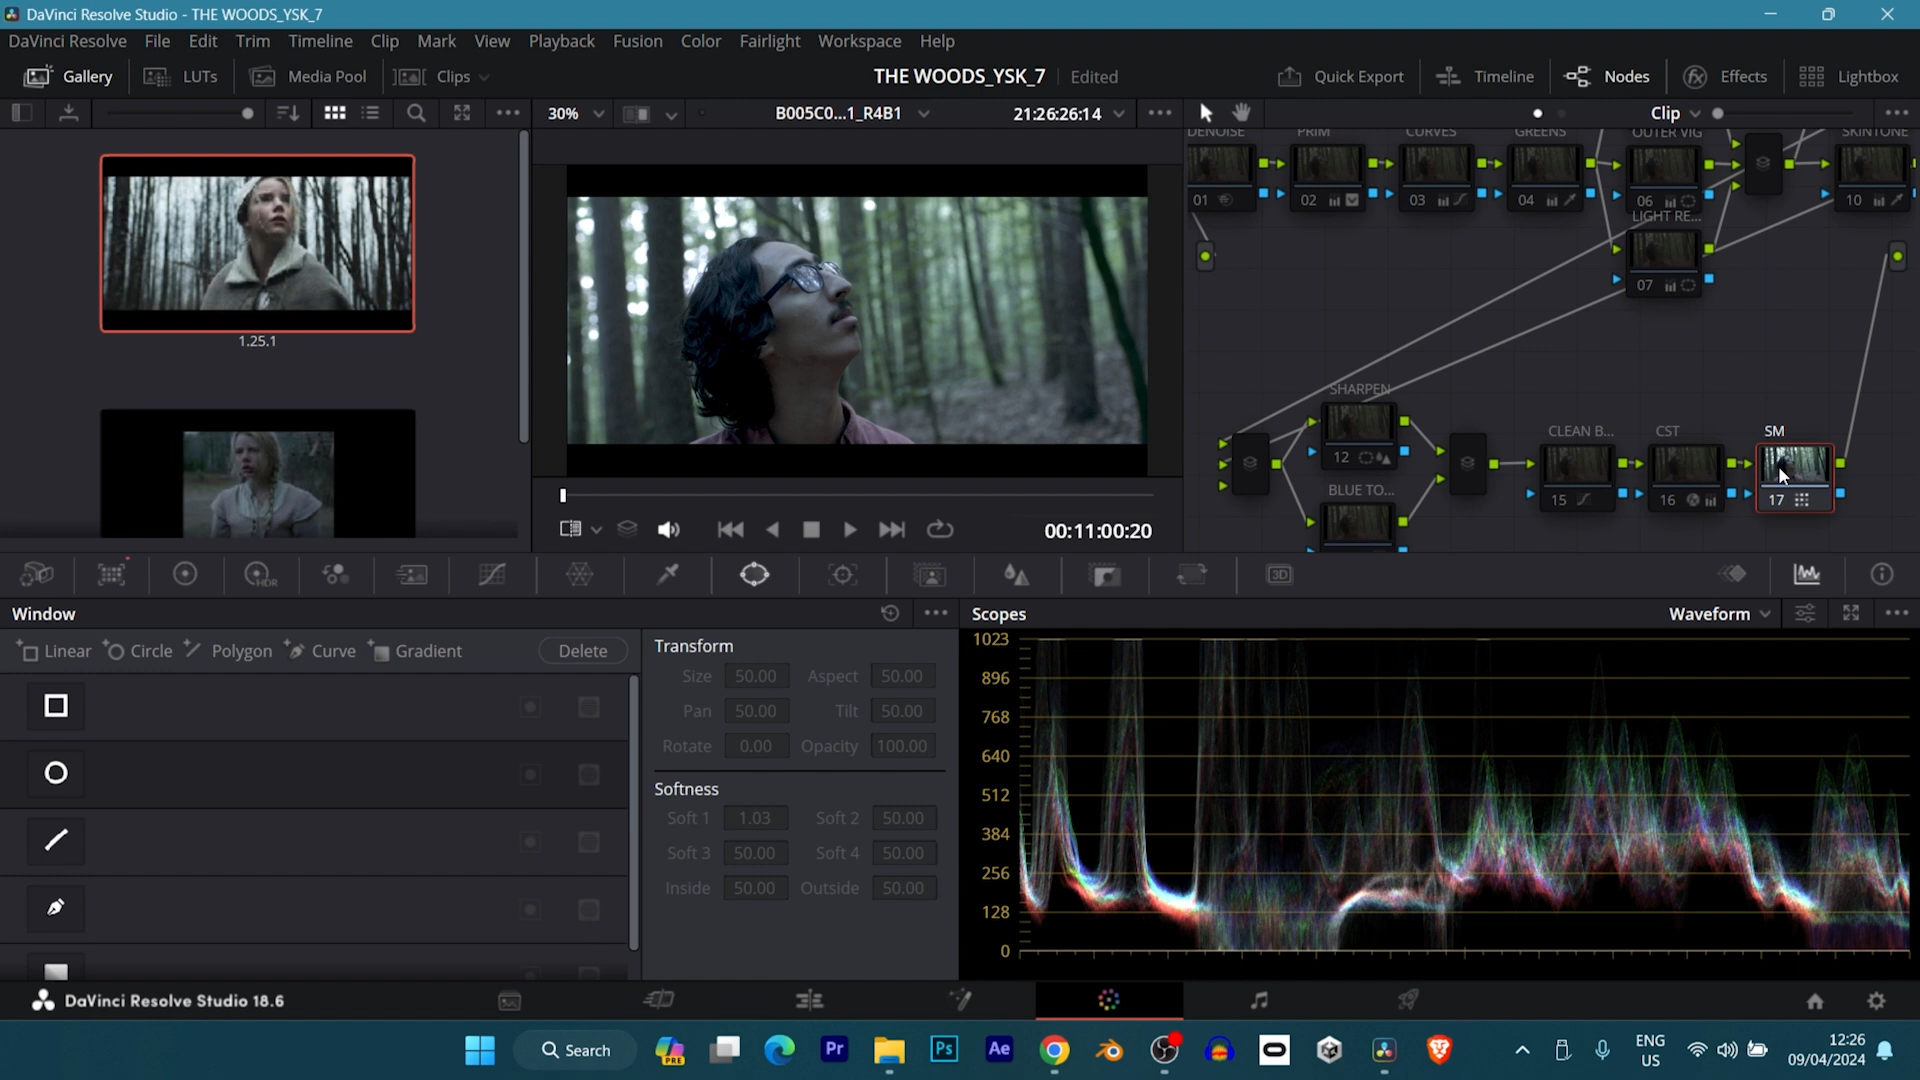 DaVinci Resolve Studio - THE WOODS_YSK_7
DaVinci Resolve File Edit Trim Timeline Clip Mark View Playback Fusion Color Fairlight Workspace Help
Gallery LUTs Media Pool Clips THE WOODS_YSK_7 Edited Quick Export Timeline Nodes Effects Lightbox
30% B005C0...1_R4B1 21:26:26:14 Clip
DENOISE PRIM CURVES GREENS OUTER VIG SKINTONE
01 02 03 04 06 10
LIGHT RE...
07
1.25.1
SHARPEN
12
CLEAN B... CST SM
15 16 17
BLUE TO...
00:11:00:20
HDR
3D
Window
Linear Circle Polygon Curve Gradient Delete
Transform
Size 50.00 Aspect 50.00
Pan 50.00 Tilt 50.00
Rotate 0.00 Opacity 100.00
Softness
Soft 1 1.03 Soft 2 50.00
Soft 3 50.00 Soft 4 50.00
Inside 50.00 Outside 50.00
Scopes Waveform
1023
896
768
640
512
384
256
128
0
DaVinci Resolve Studio 18.6
Search PRE Pr Ps Ae
ENG
US
12:26
09/04/2024